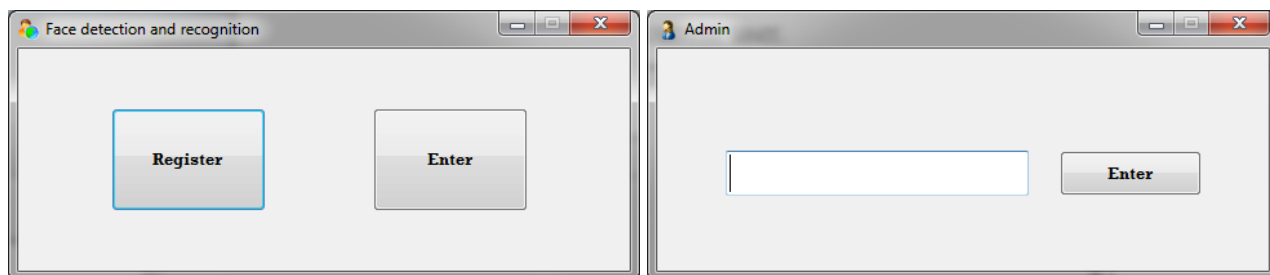 Face detection and recognition
Register
Enter
Admin
Enter